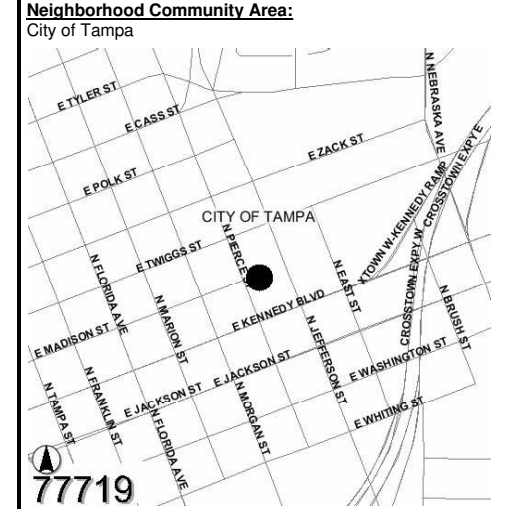 Neighborhood Community Area:
City of Tampa
N NEBRASKA AVE
E TYLER ST
E CASS ST
E ZACK ST
E POLK ST
CROSSTOWN EXPY E
XTOWN W-KENNEDY RAMP
CITY OF TAMPA
E TWIGGS ST
N PIERCE
N FLORIDA AVE
N EAST ST
CROSSTOWN EXPY W
N MARION ST
E KENNEDY BLVD
N BRUSH ST
E MADISON ST
N JEFFERSON ST
E WASHINGTON ST
E JACKSON ST
E JACKSON ST
N TAMPA ST
N FRANKLIN ST
N FLORIDA AVE
N MORGAN ST
E WHITING ST
77719